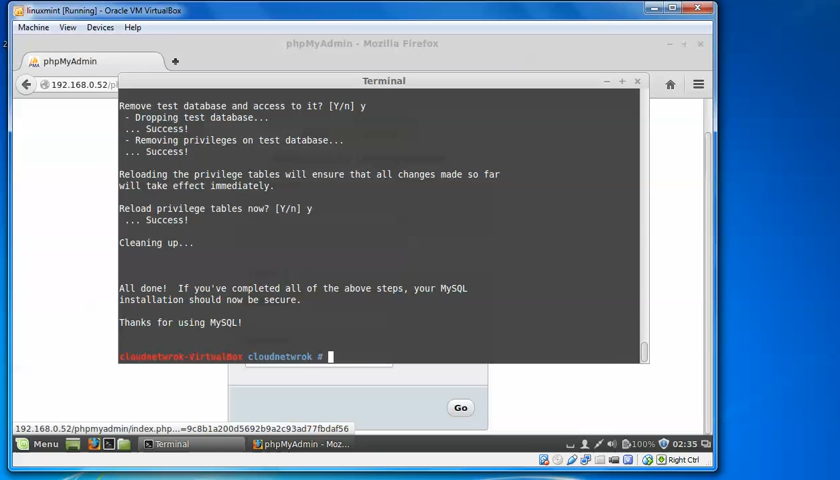 linuxmint [Running] - Oracle VM VirtualBox
Machine View Devices Help
phpMyAdmin - Mozilla Firefox
phpMyAdmin
192.168.0.52/p
Terminal
Remove test database and access to it? [Y/n] y
- Dropping test database...
... Success!
- Removing privileges on test database...
... Success!
Reloading the privilege tables will ensure that all changes made so far
will take effect immediately.
Reload privilege tables now? [Y/n] y
... Success!
Cleaning up...
All done! If you've completed all of the above steps, your MySQL
installation should now be secure.
Thanks for using MySQL!
cloudnetwrok-VirtualBox cloudnetwrok #
Go
192.168.0.52/phpmyadmin/index.php...=9c8b1a200d5692b9a2c93ad77fbdaf56
Menu Terminal phpMyAdmin - Moz... 100% 02:35
Right Ctrl